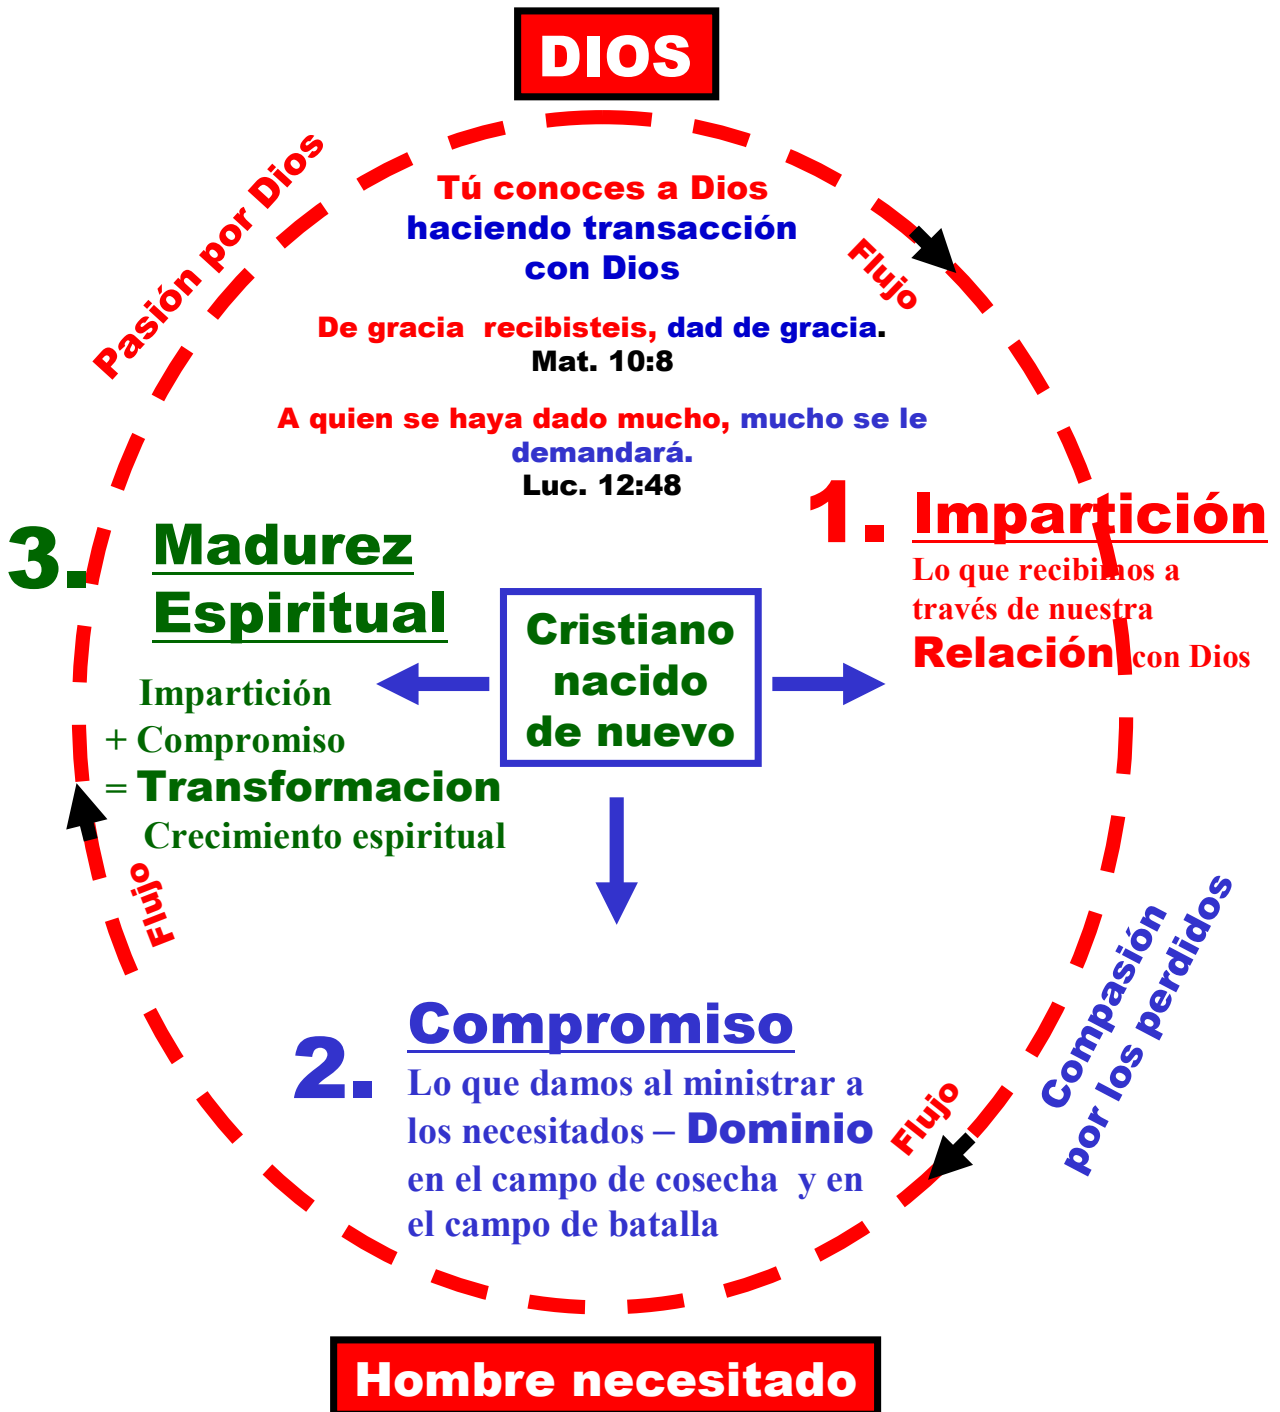 DIOS
Pasión por Dios
Tú conoces a Dios
haciendo transacción
con Dios
Flujo
De gracia recibisteis, dad de gracia.
Mat. 10:8
A quien se haya dado mucho, mucho se le
demandará.
Luc. 12:48
1. Impartición
Lo que recibimos a
través de nuestra
Relación con Dios
3. Madurez
Espiritual
Impartición
+ Compromiso
= Transformacion
Crecimiento espiritual
Cristiano
nacido
de nuevo
Flujo
Compasión
por los perdidos
2. Compromiso
Lo que damos al ministrar a
los necesitados – Dominio
en el campo de cosecha y en
el campo de batalla
Flujo
Hombre necesitado